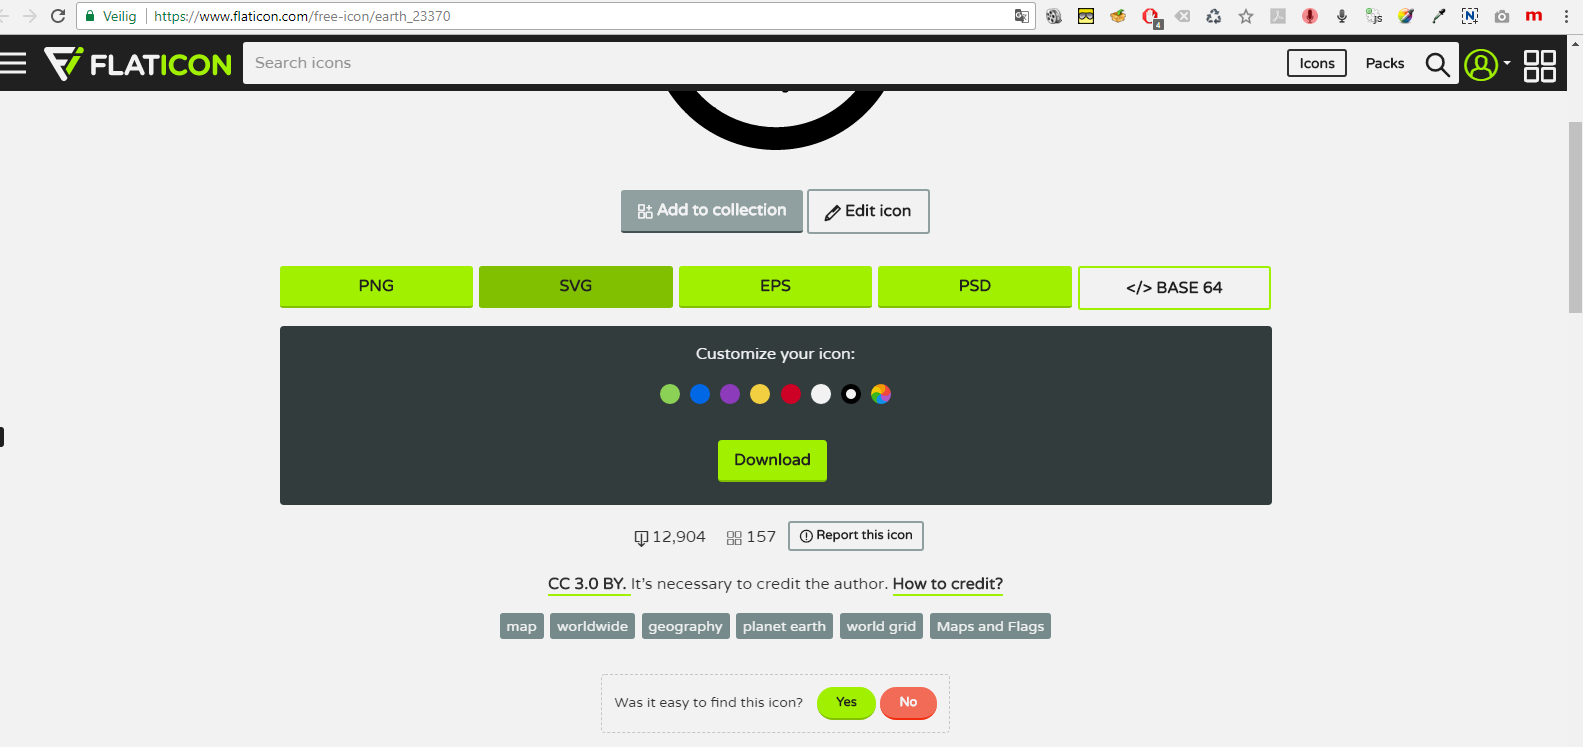 Veilig https://www.flaticon.com/free-icon/earth_23370
4 js N m
FLATICON Search icons Icons Packs
Add to collection Edit icon
PNG SVG EPS PSD </> BASE 64
Customize your icon:
Download
12,904 157 Report this icon
CC 3.0 BY. It's necessary to credit the author. How to credit?
map worldwide geography planet earth world grid Maps and Flags
Was it easy to find this icon? Yes No